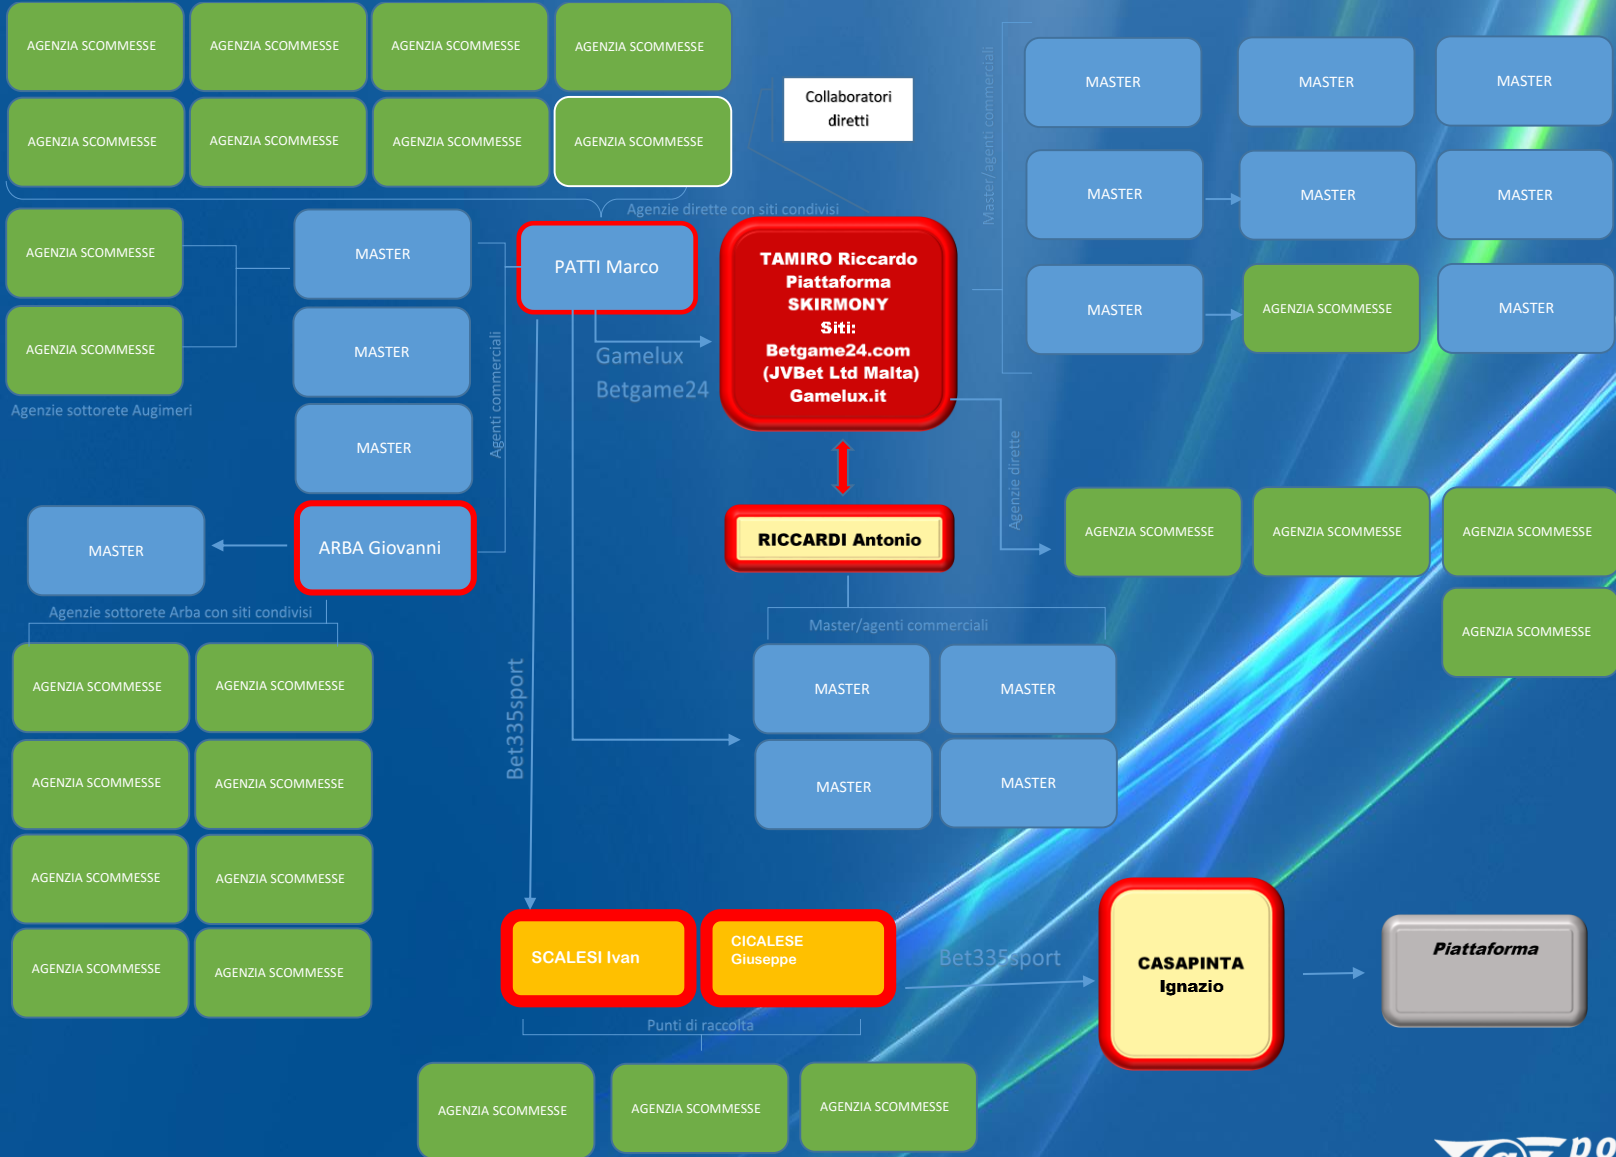 AGENZIA SCOMMESSE
AGENZIA SCOMMESSE
AGENZIA SCOMMESSE
AGENZIA SCOMMESSE
AGENZIA SCOMMESSE
AGENZIA SCOMMESSE
AGENZIA SCOMMESSE
AGENZIA SCOMMESSE
Agenzie dirette con siti condivisi
Collaboratori
diretti
Master/agenti commerciali
MASTER
MASTER
MASTER
MASTER
MASTER
MASTER
MASTER
AGENZIA SCOMMESSE
MASTER
AGENZIA SCOMMESSE
AGENZIA SCOMMESSE
Agenzie sottorete Augimeri
MASTER
MASTER
MASTER
Agenti commerciali
PATTI Marco
Gamelux
Betgame24
TAMIRO Riccardo
Piattaforma
SKIRMONY
Siti:
Betgame24.com
(JVBet Ltd Malta)
Gamelux.it
Agenzie dirette
AGENZIA SCOMMESSE
AGENZIA SCOMMESSE
AGENZIA SCOMMESSE
AGENZIA SCOMMESSE
RICCARDI Antonio
Master/agenti commerciali
MASTER
MASTER
MASTER
MASTER
MASTER
ARBA Giovanni
Agenzie sottorete Arba con siti condivisi
AGENZIA SCOMMESSE
AGENZIA SCOMMESSE
AGENZIA SCOMMESSE
AGENZIA SCOMMESSE
AGENZIA SCOMMESSE
AGENZIA SCOMMESSE
AGENZIA SCOMMESSE
AGENZIA SCOMMESSE
Bet335sport
SCALESI Ivan
CICALESE
Giuseppe
Bet335sport
CASAPINTA
Ignazio
Piattaforma
Punti di raccolta
AGENZIA SCOMMESSE
AGENZIA SCOMMESSE
AGENZIA SCOMMESSE
po